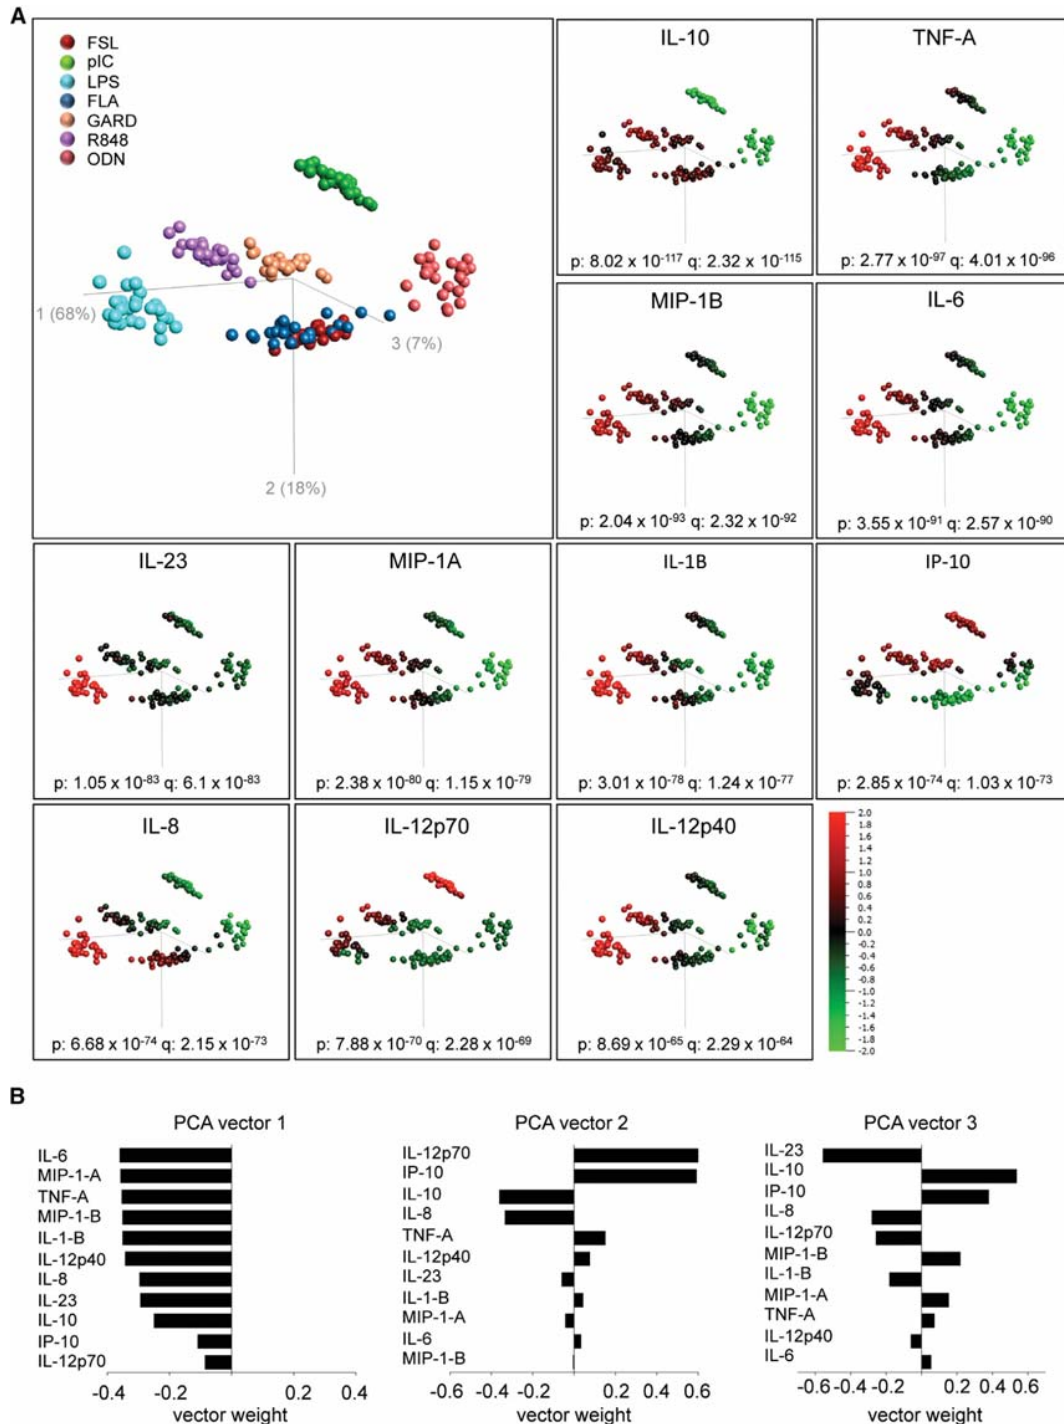 A
FSL
pIC
LPS
FLA
GARD
R848
ODN
1 (68%)
3 (7%)
2 (18%)
IL-10
p: 8.02 x 10-117 q: 2.32 x 10-115
TNF-A
p: 2.77 x 10-97 q: 4.01 x 10-96
MIP-1B
p: 2.04 x 10-93 q: 2.32 x 10-92
IL-6
p: 3.55 x 10-91 q: 2.57 x 10-90
IL-23
p: 1.05 x 10-83 q: 6.1 x 10-83
MIP-1A
p: 2.38 x 10-80 q: 1.15 x 10-79
IL-1B
p: 3.01 x 10-78 q: 1.24 x 10-77
IP-10
p: 2.85 x 10-74 q: 1.03 x 10-73
IL-8
p: 6.68 x 10-74 q: 2.15 x 10-73
IL-12p70
p: 7.88 x 10-70 q: 2.28 x 10-69
IL-12p40
p: 8.69 x 10-65 q: 2.29 x 10-64
2.0
1.8
1.6
1.4
1.2
1.0
0.8
0.6
0.4
0.2
0.0
-0.2
-0.4
-0.6
-0.8
-1.0
-1.2
-1.4
-1.6
-1.8
-2.0
B
PCA vector 1
IL-6
MIP-1-A
TNF-A
MIP-1-B
IL-1-B
IL-12p40
IL-8
IL-23
IL-10
IP-10
IL-12p70
-0.4 -0.2 0 0.2 0.4
vector weight
PCA vector 2
IL-12p70
IP-10
IL-10
IL-8
TNF-A
IL-12p40
IL-23
IL-1-B
MIP-1-A
IL-6
MIP-1-B
-0.6 -0.4 -0.2 0 0.2 0.4 0.6
vector weight
PCA vector 3
IL-23
IL-10
IP-10
IL-8
IL-12p70
MIP-1-B
IL-1-B
MIP-1-A
TNF-A
IL-12p40
IL-6
-0.6 -0.4 -0.2 0 0.2 0.4 0.6
vector weight